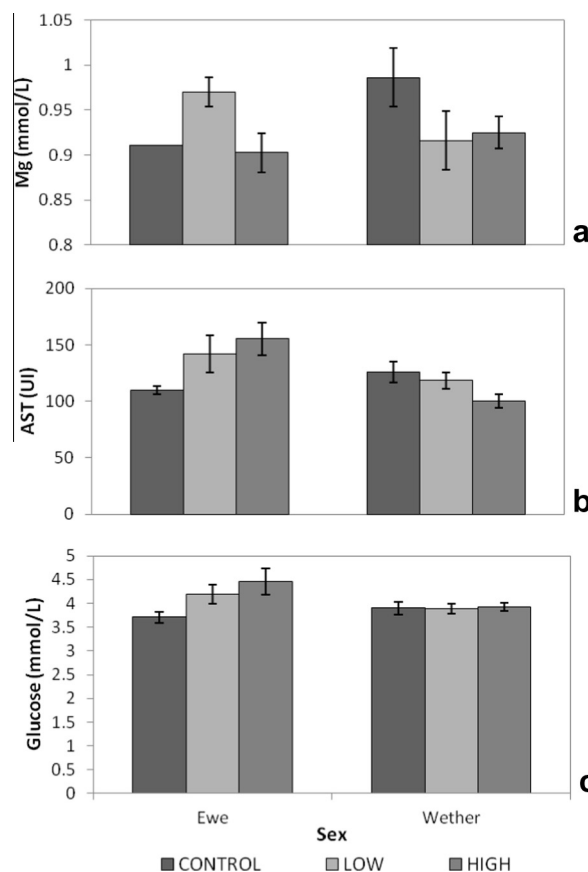 1.05
1
0.95
0.9
0.85
0.8
Mg (mmol/L)
a
200
150
100
50
0
AST (UI)
b
5
4.5
4
3.5
3
2.5
2
1.5
1
0.5
0
Glucose (mmol/L)
c
Ewe Wether
Sex
CONTROL LOW HIGH